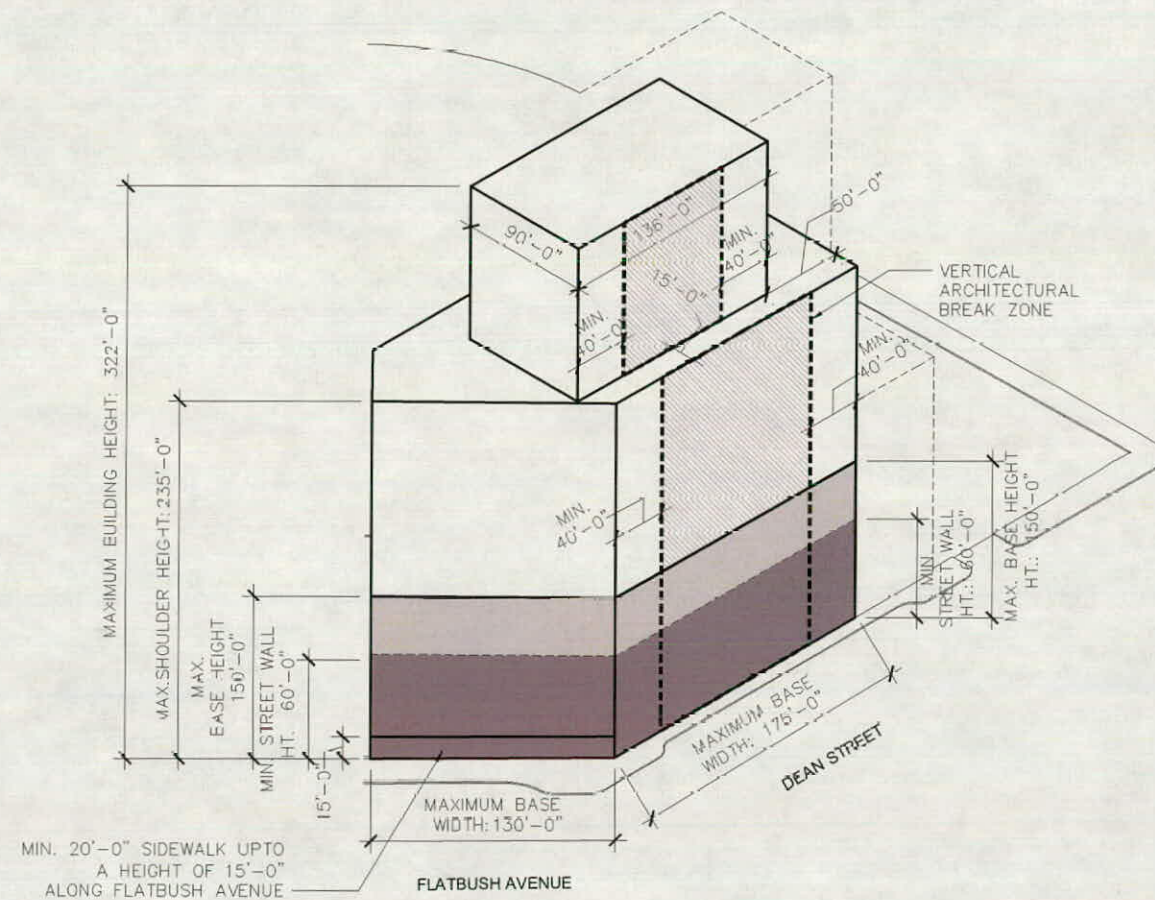 50'-0"
136'-0"
90'-0"
MIN.
40'-0"
15'-0"
MIN.
40'-0"
VERTICAL
ARCHITECTURAL
BREAK ZONE
MIN.
40'-0"
MAXIMUM BUILDING HEIGHT: 322'-0"
MAX.SHOULDER HEIGHT: 235'-0"
MAX.
BASE HEIGHT
150'-0"
MIN. STREET WALL
HT. 60'-0"
15'-0"
MIN.
40'-0"
MIN
STREET WALL
HT.: 60'-0"
MAX. BASE HEIGHT
HT.: 150'-0"
MAXIMUM BASE
WIDTH: 175'-0"
DEAN STREET
MAXIMUM BASE
WIDTH: 130'-0"
MIN. 20'-0" SIDEWALK UPTO
A HEIGHT OF 15'-0"
ALONG FLATBUSH AVENUE
FLATBUSH AVENUE